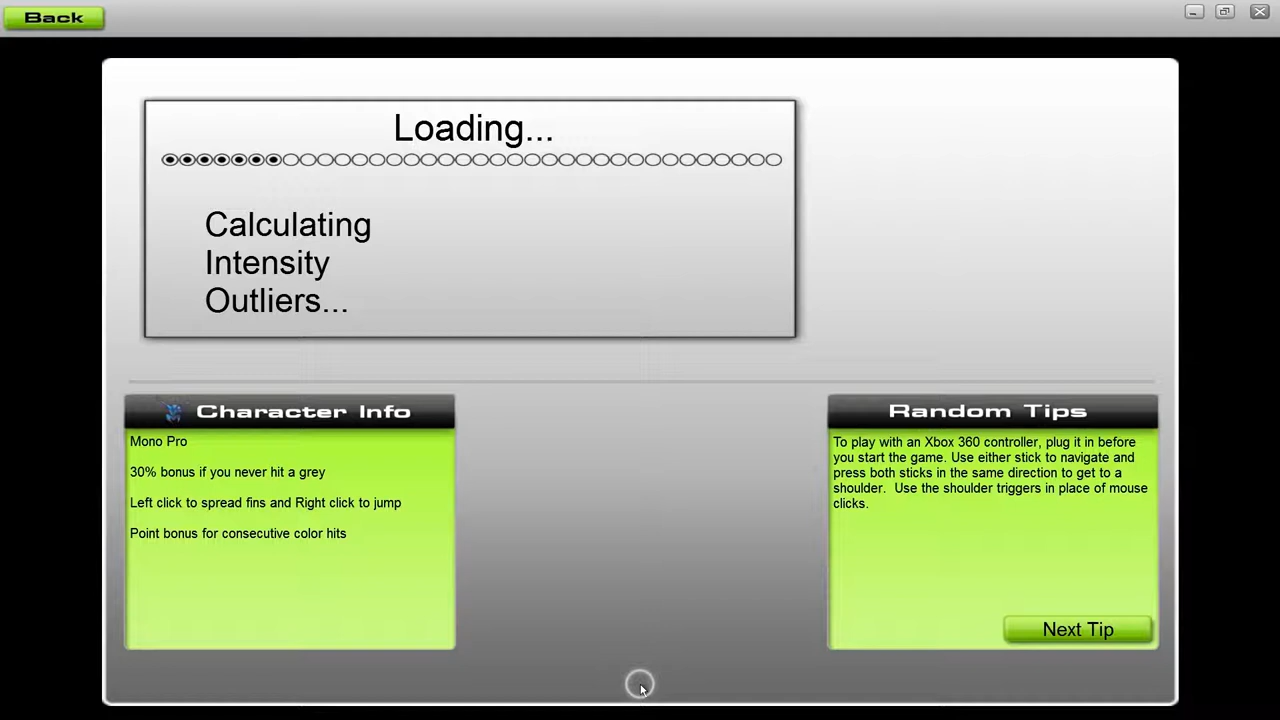 Back
Loading...
Calculating
Intensity
Outliers...
Character Info
Mono Pro
30% bonus if you never hit a grey
Left click to spread fins and Right click to jump
Point bonus for consecutive color hits
Random Tips
To play with an Xbox 360 controller, plug it in before
you start the game. Use either stick to navigate and
press both sticks in the same direction to get to a
shoulder.  Use the shoulder triggers in place of mouse
clicks.
Next Tip